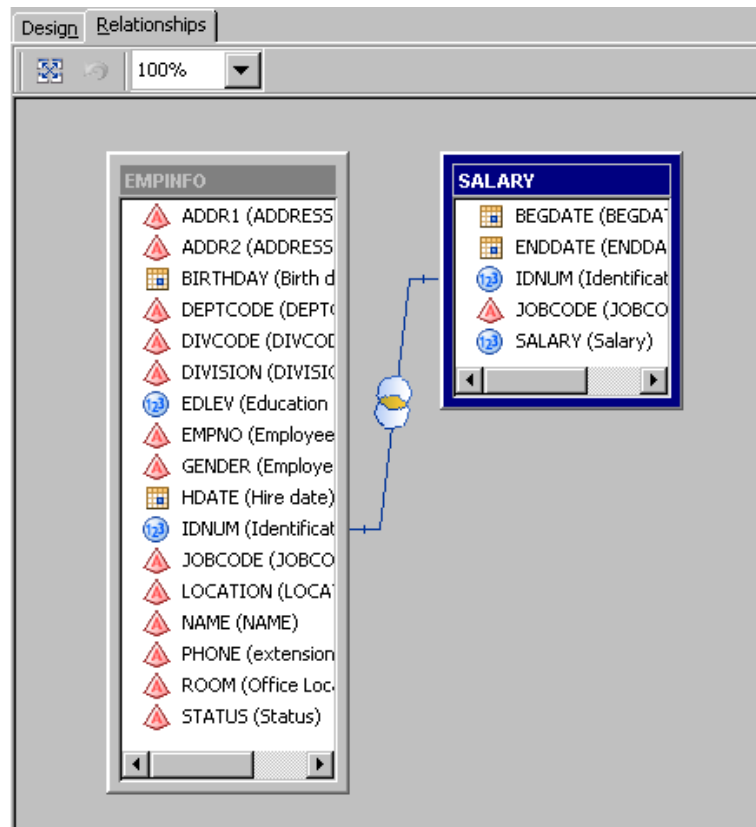 Design Relationships
100%
EMPINFO
ADDR1 (ADDRESS
ADDR2 (ADDRESS
BIRTHDAY (Birth d
DEPTCODE (DEPT
DIVCODE (DIVCOD
DIVISION (DIVISIO
EDLEV (Education
EMPNO (Employee
GENDER (Employe
HDATE (Hire date)
IDNUM (Identificat
JOBCODE (JOBCO
LOCATION (LOCAT
NAME (NAME)
PHONE (extension
ROOM (Office Loc
STATUS (Status)
SALARY
BEGDATE (BEGDAT
ENDDATE (ENDDA
IDNUM (Identificat
JOBCODE (JOBCO
SALARY (Salary)